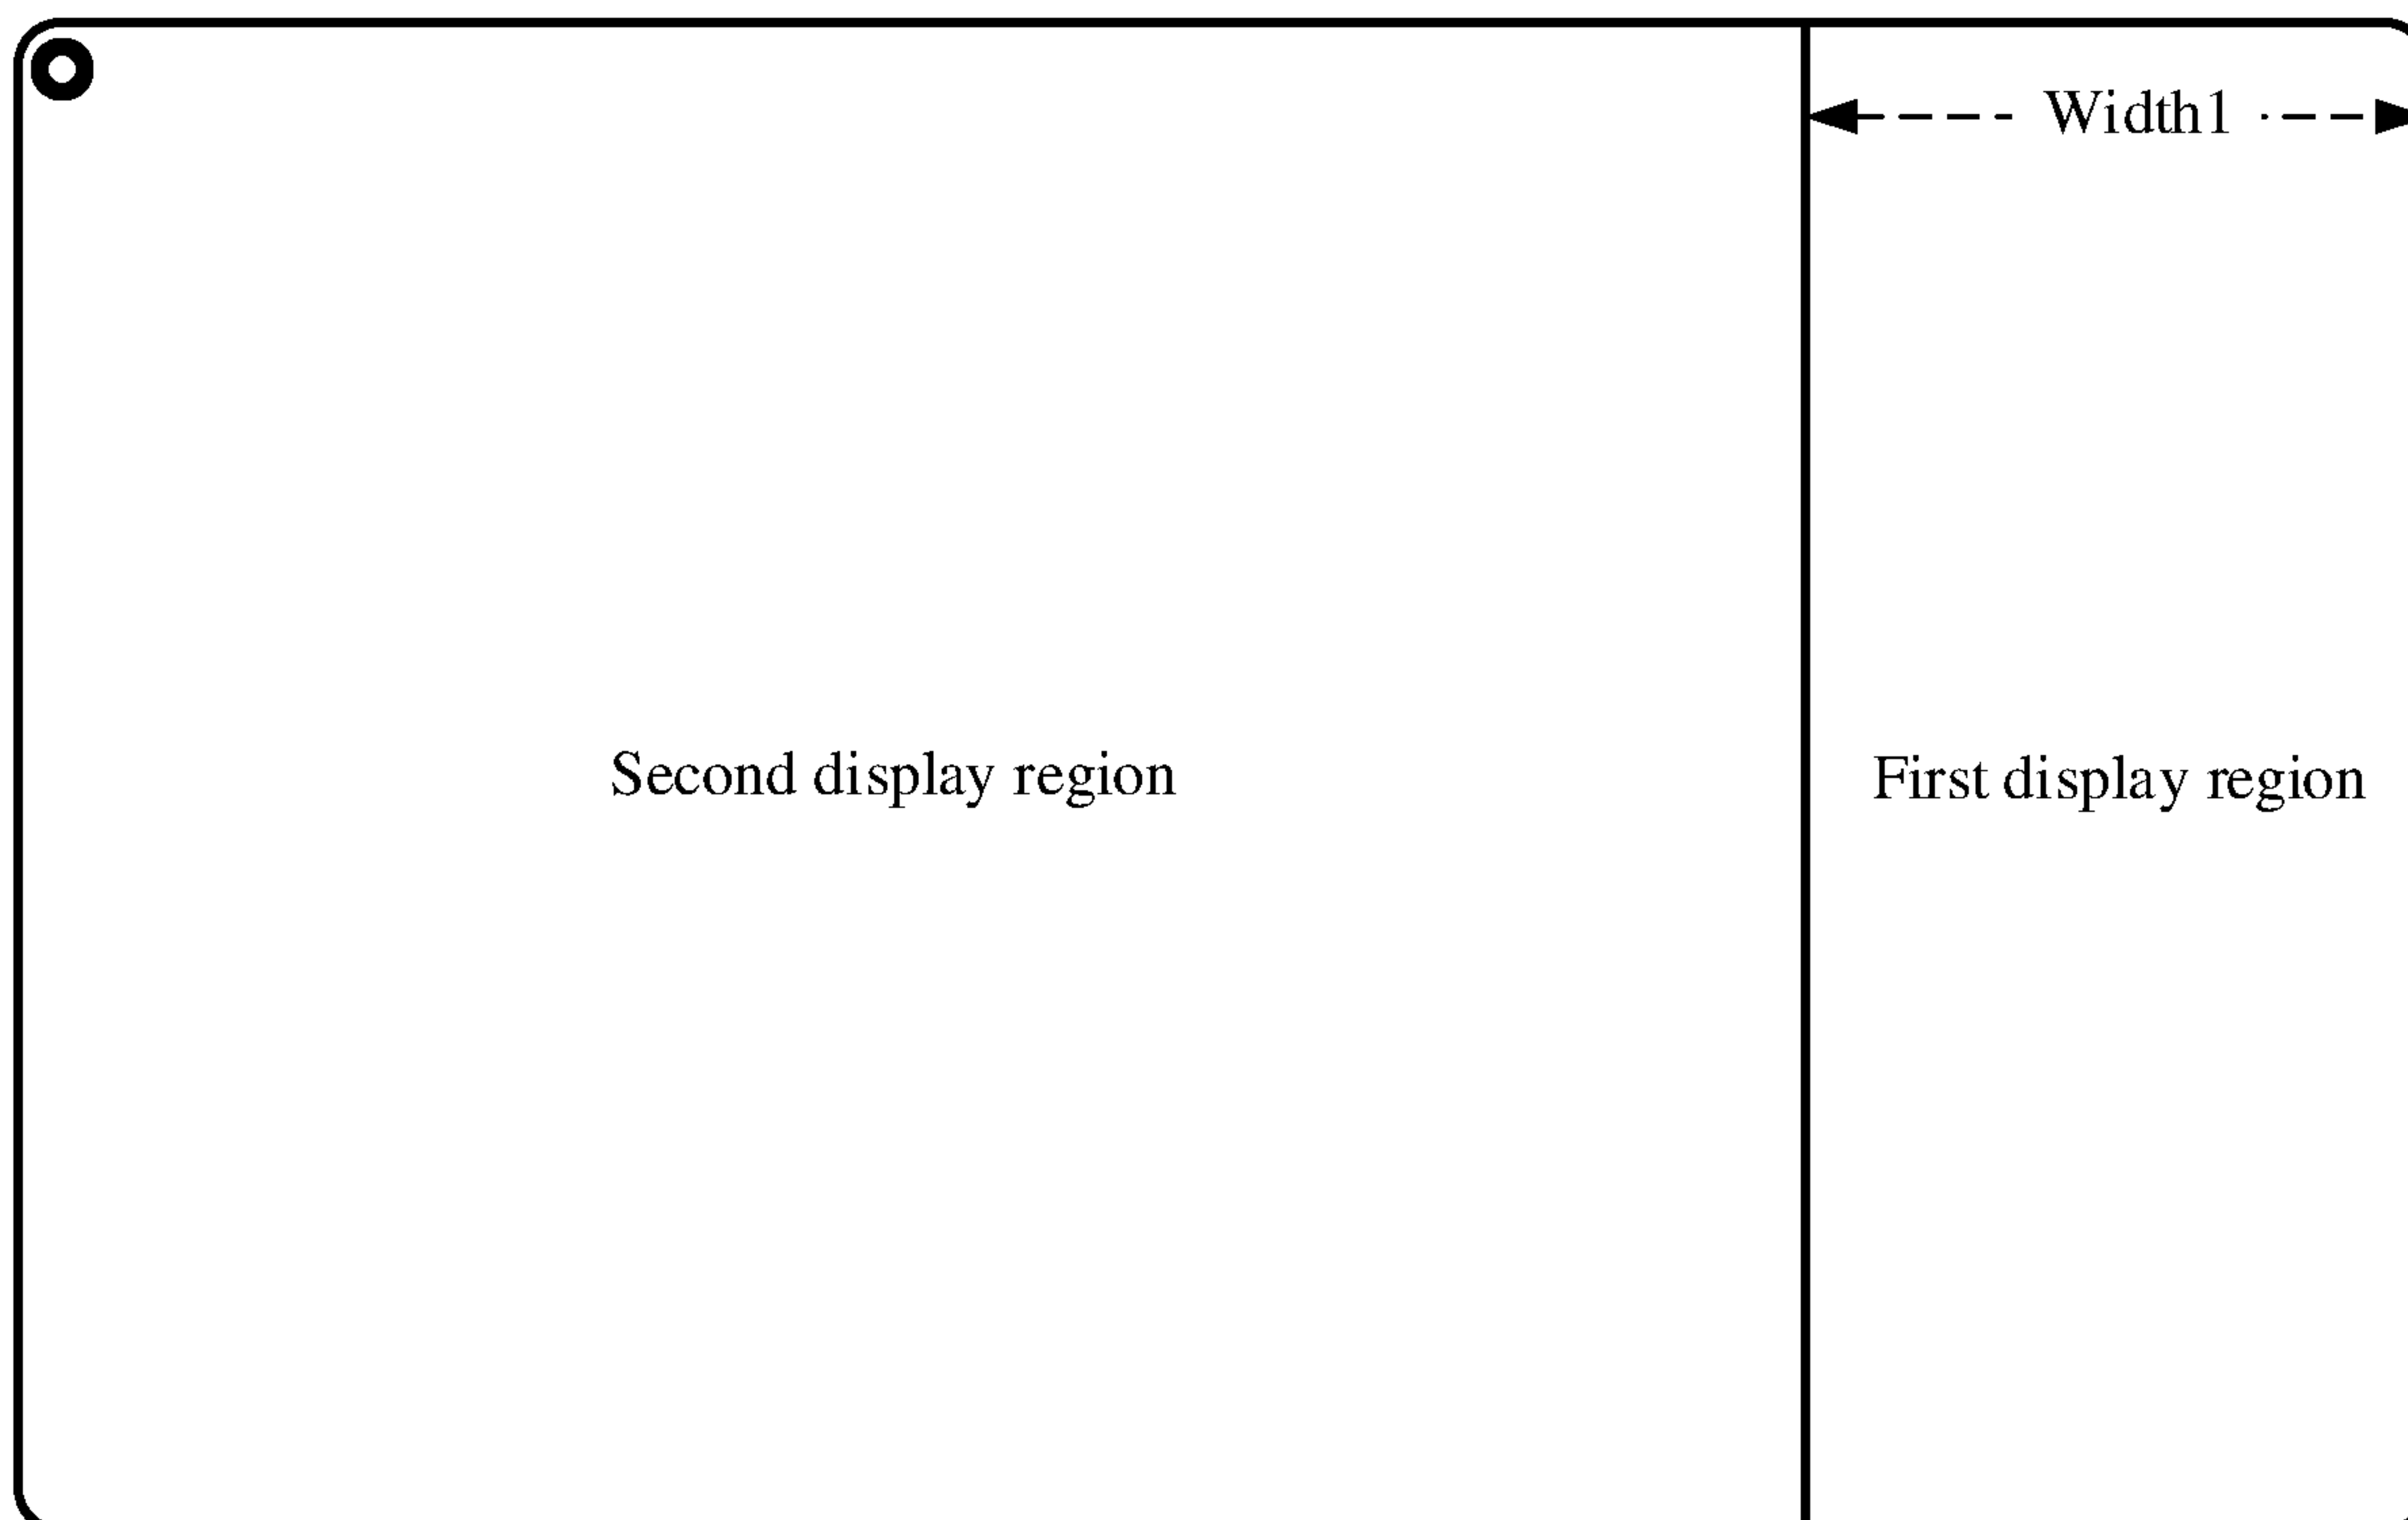 Width1
Second display region
First display region